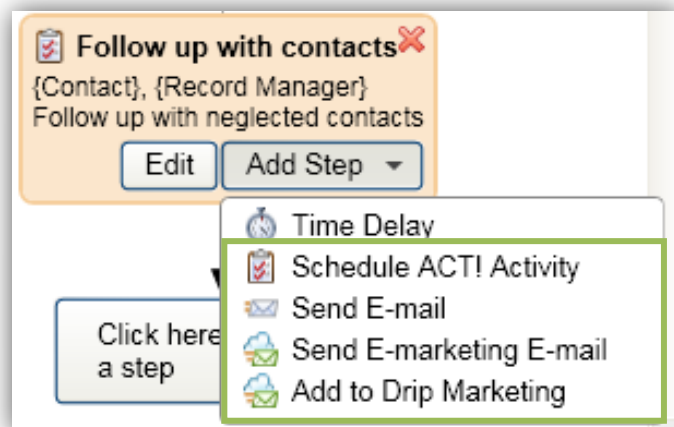 Follow up with contacts
{Contact}, {Record Manager}
Follow up with neglected contacts
Edit
Add Step
Time Delay
Schedule ACT! Activity
Send E-mail
Send E-marketing E-mail
Add to Drip Marketing
Click here
a step